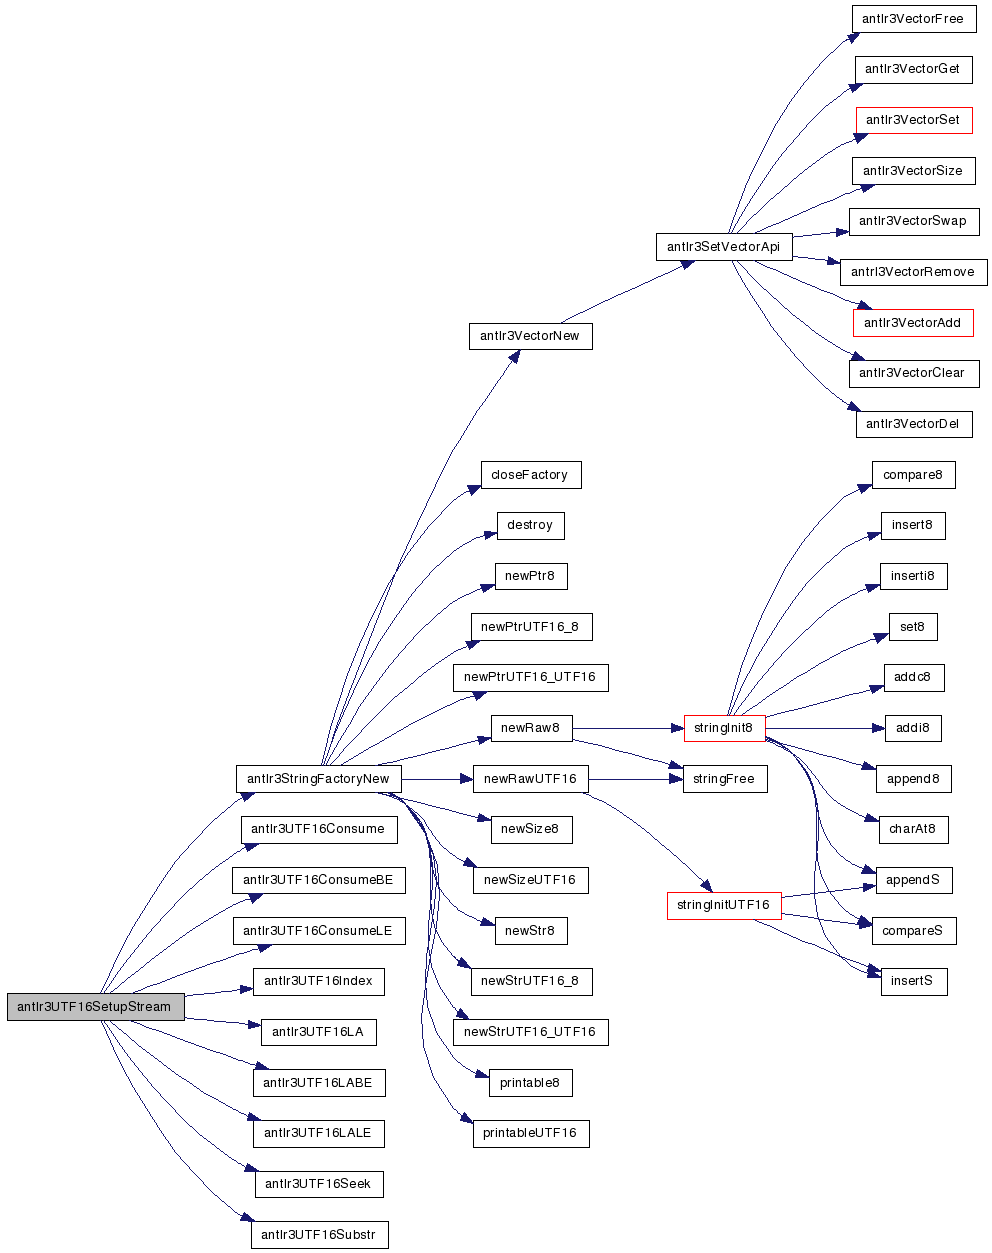 antlr3VectorFree
antlr3VectorGet
antlr3VectorSet
antlr3VectorSize
antlr3VectorSwap
antlr3SetVectorApi
antrl3VectorRemove
antlr3VectorAdd
antlr3VectorNew
antlr3VectorClear
antlr3VectorDel
closeFactory
compare8
destroy
insert8
newPtr8
inserti8
newPtrUTF16_8
set8
newPtrUTF16_UTF16
addc8
newRaw8
stringInit8
addi8
antlr3StringFactoryNew
newRawUTF16
stringFree
append8
antlr3UTF16Consume
newSize8
charAt8
antlr3UTF16ConsumeBE
newSizeUTF16
appendS
stringInitUTF16
antlr3UTF16ConsumeLE
newStr8
compareS
antlr3UTF16Index
newStrUTF16_8
insertS
antlr3UTF16SetupStream
antlr3UTF16LA
newStrUTF16_UTF16
antlr3UTF16LABE
printable8
antlr3UTF16LALE
printableUTF16
antlr3UTF16Seek
antlr3UTF16Substr